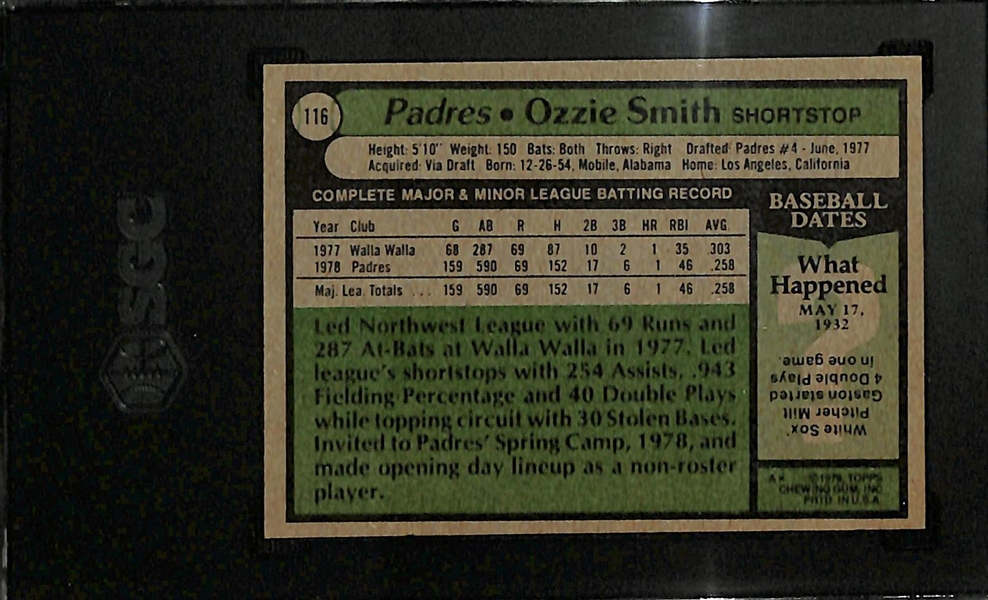 SGC
116
Padres • Ozzie Smith SHORTSTOP
Height: 5'10" Weight: 150 Bats: Both Throws: Right Drafted: Padres #4 - June, 1977
Acquired: Via Draft Born: 12-26-54, Mobile, Alabama Home: Los Angeles, California
COMPLETE MAJOR & MINOR LEAGUE BATTING RECORD
Year Club G AB R H 2B 3B HR RBI AVG.
1977 Walla Walla 68 287 69 87 10 2 1 35 .303
1978 Padres 159 590 69 152 17 6 1 46 .258
Maj. Lea. Totals ... 159 590 69 152 17 6 1 46 .258
Led Northwest League with 69 Runs and
287 At-Bats at Walla Walla in 1977. Led
league's shortstops with 254 Assists, .943
Fielding Percentage and 40 Double Plays
while topping circuit with 30 Stolen Bases.
Invited to Padres' Spring Camp, 1978, and
made opening day lineup as a non-roster
player.
BASEBALL
DATES
What
Happened
MAY 17,
1932
?
White Sox'
Pitcher Milt
Gaston started
4 Double Plays
in one game.
©1979, TOPPS
CHEWING GUM, INC.
PRTD. IN U.S.A.